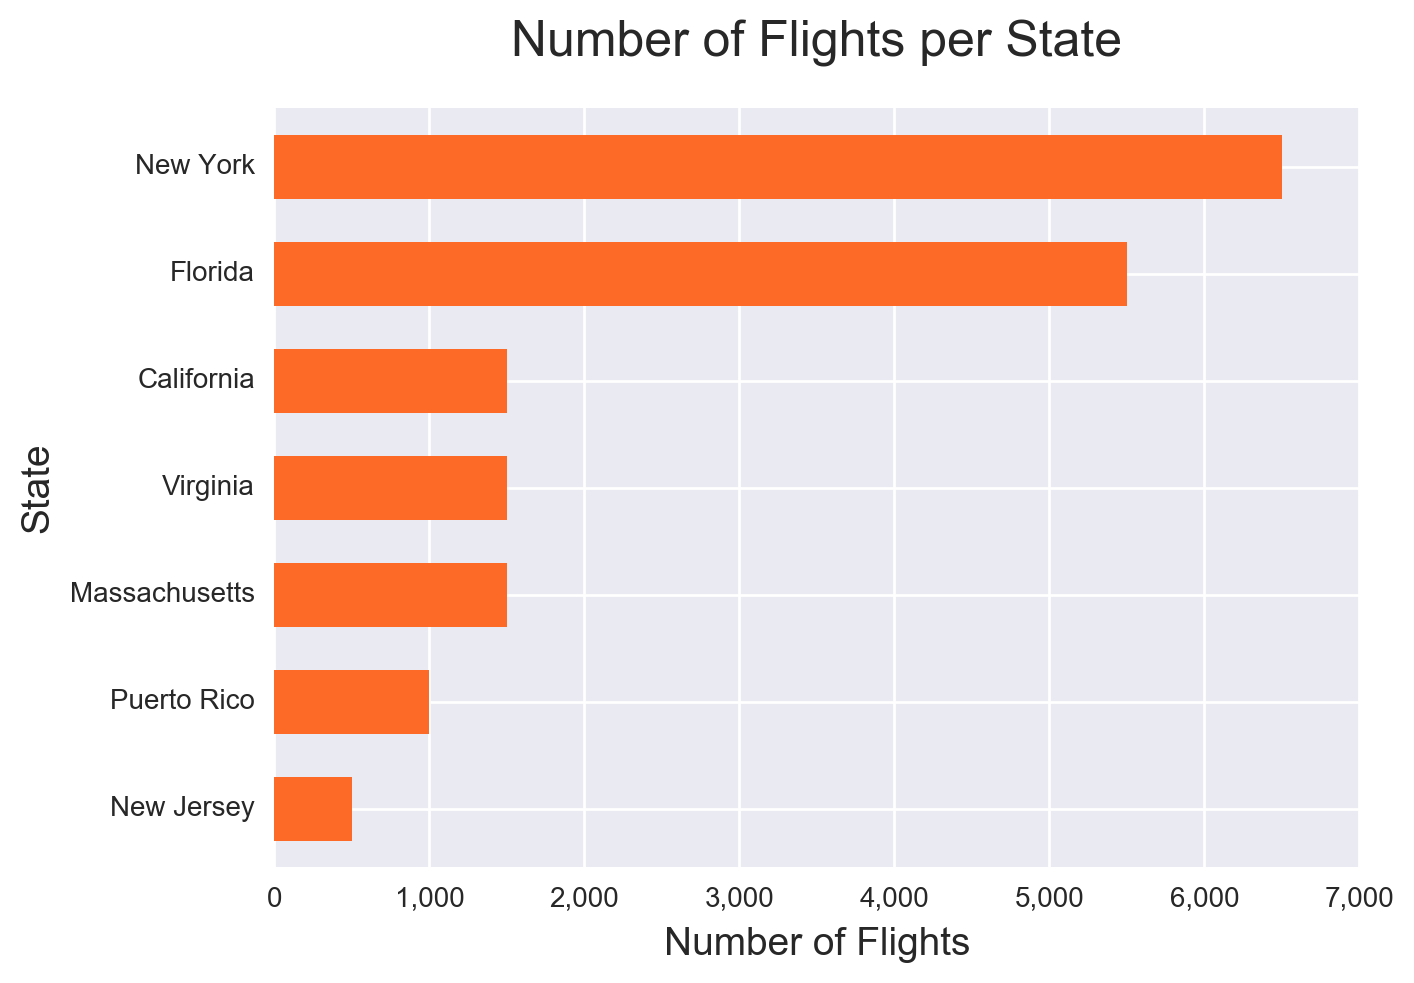 Number of Flights per State
New York
Florida
California
Virginia
Massachusetts
Puerto Rico
New Jersey
State
0 1,000 2,000 3,000 4,000 5,000 6,000 7,000
Number of Flights